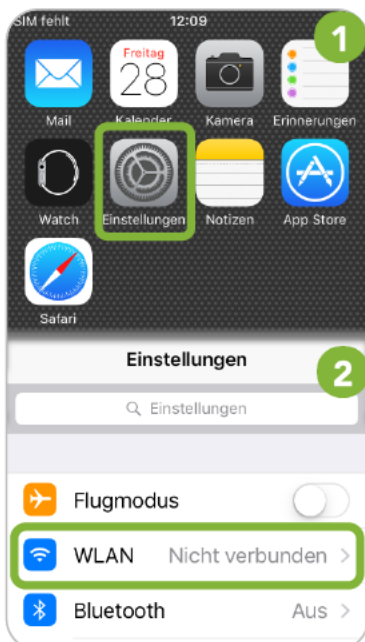 SIM fehlt 12:09
1
Freitag
28
Mail Kalender Kamera Erinnerungen
Watch Einstellungen Notizen App Store
Safari
Einstellungen
2
Einstellungen
Flugmodus
WLAN Nicht verbunden
Bluetooth Aus